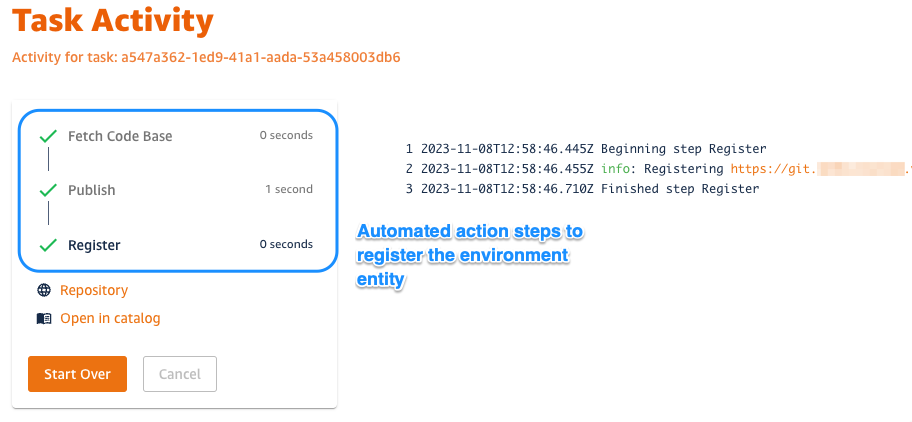 Task Activity
Activity for task: a547a362-1ed9-41a1-aada-53a458003db6
Fetch Code Base 0 seconds
Publish 1 second
Register 0 seconds
Repository
Open in catalog
Start Over Cancel
1 2023-11-08T12:58:46.445Z Beginning step Register
2 2023-11-08T12:58:46.455Z info: Registering https://git.
3 2023-11-08T12:58:46.710Z Finished step Register
Automated action steps to
register the environment
entity